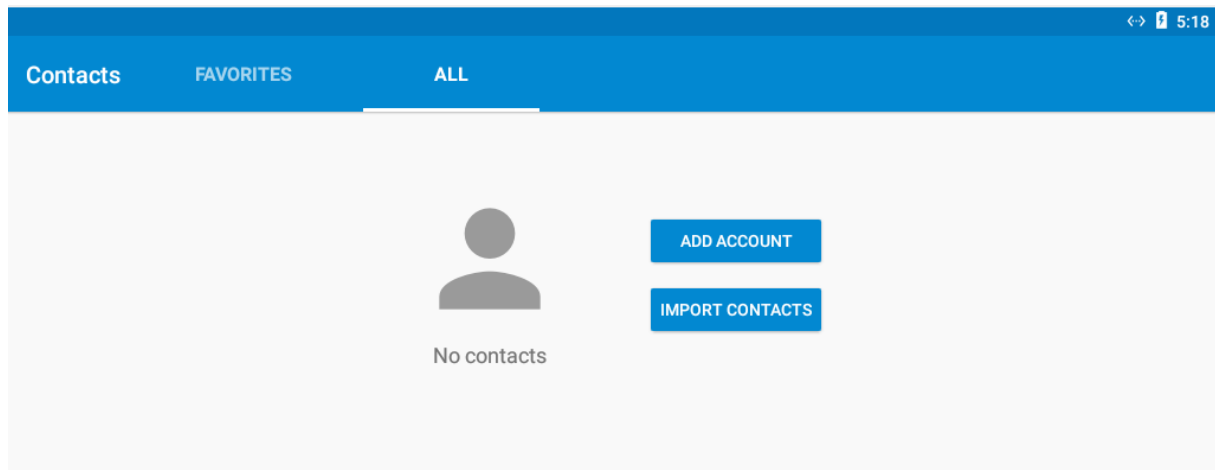 5:18
Contacts FAVORITES ALL
ADD ACCOUNT
IMPORT CONTACTS
No contacts